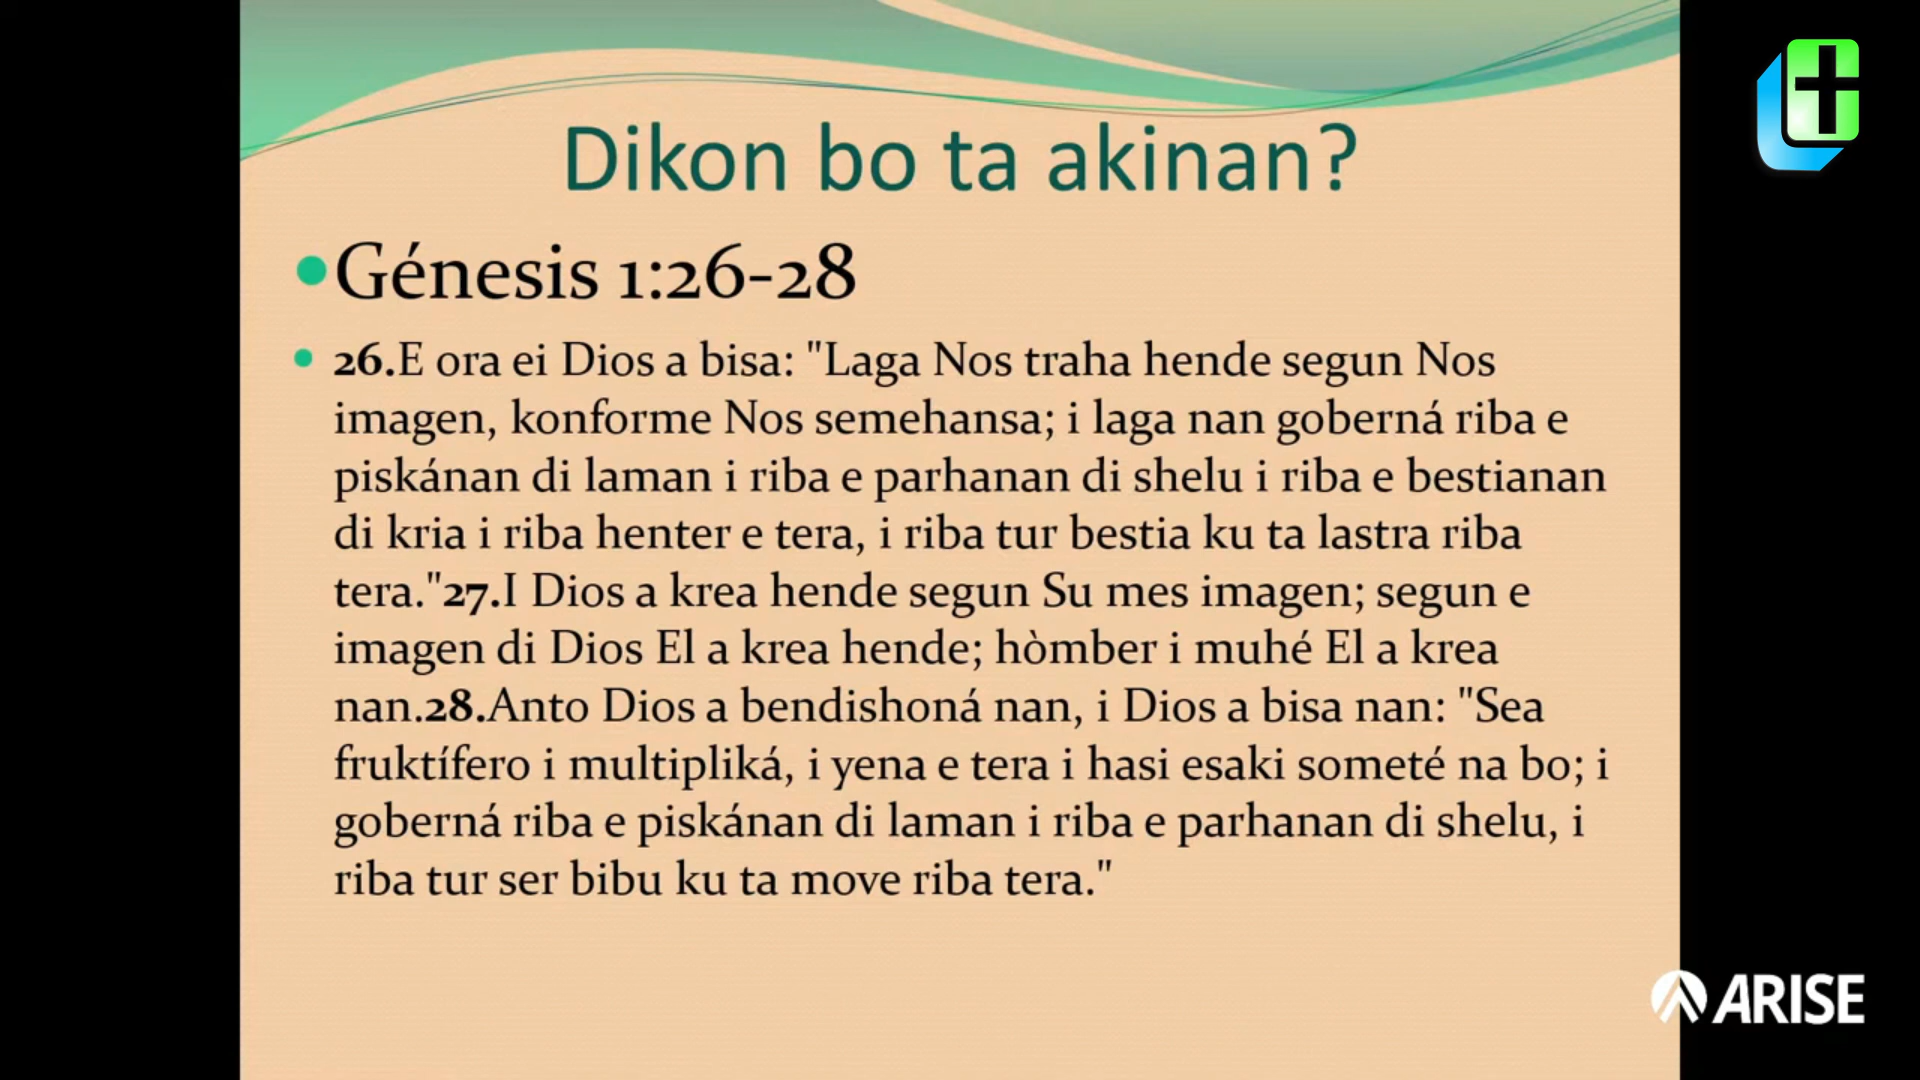 Dikon bo ta akinan?
Génesis 1:26-28
26.E ora ei Dios a bisa: "Laga Nos traha hende segun Nos
imagen, konforme Nos semehansa; i laga nan goberná riba e
piskánan di laman i riba e parhanan di shelu i riba e bestianan
di kria i riba henter e tera, i riba tur bestia ku ta lastra riba
tera."27.I Dios a krea hende segun Su mes imagen; segun e
imagen di Dios El a krea hende; hòmber i muhé El a krea
nan.28.Anto Dios a bendishoná nan, i Dios a bisa nan: "Sea
fruktífero i multipliká, i yena e tera i hasi esaki someté na bo; i
goberná riba e piskánan di laman i riba e parhanan di shelu, i
riba tur ser bibu ku ta move riba tera."
ARISE